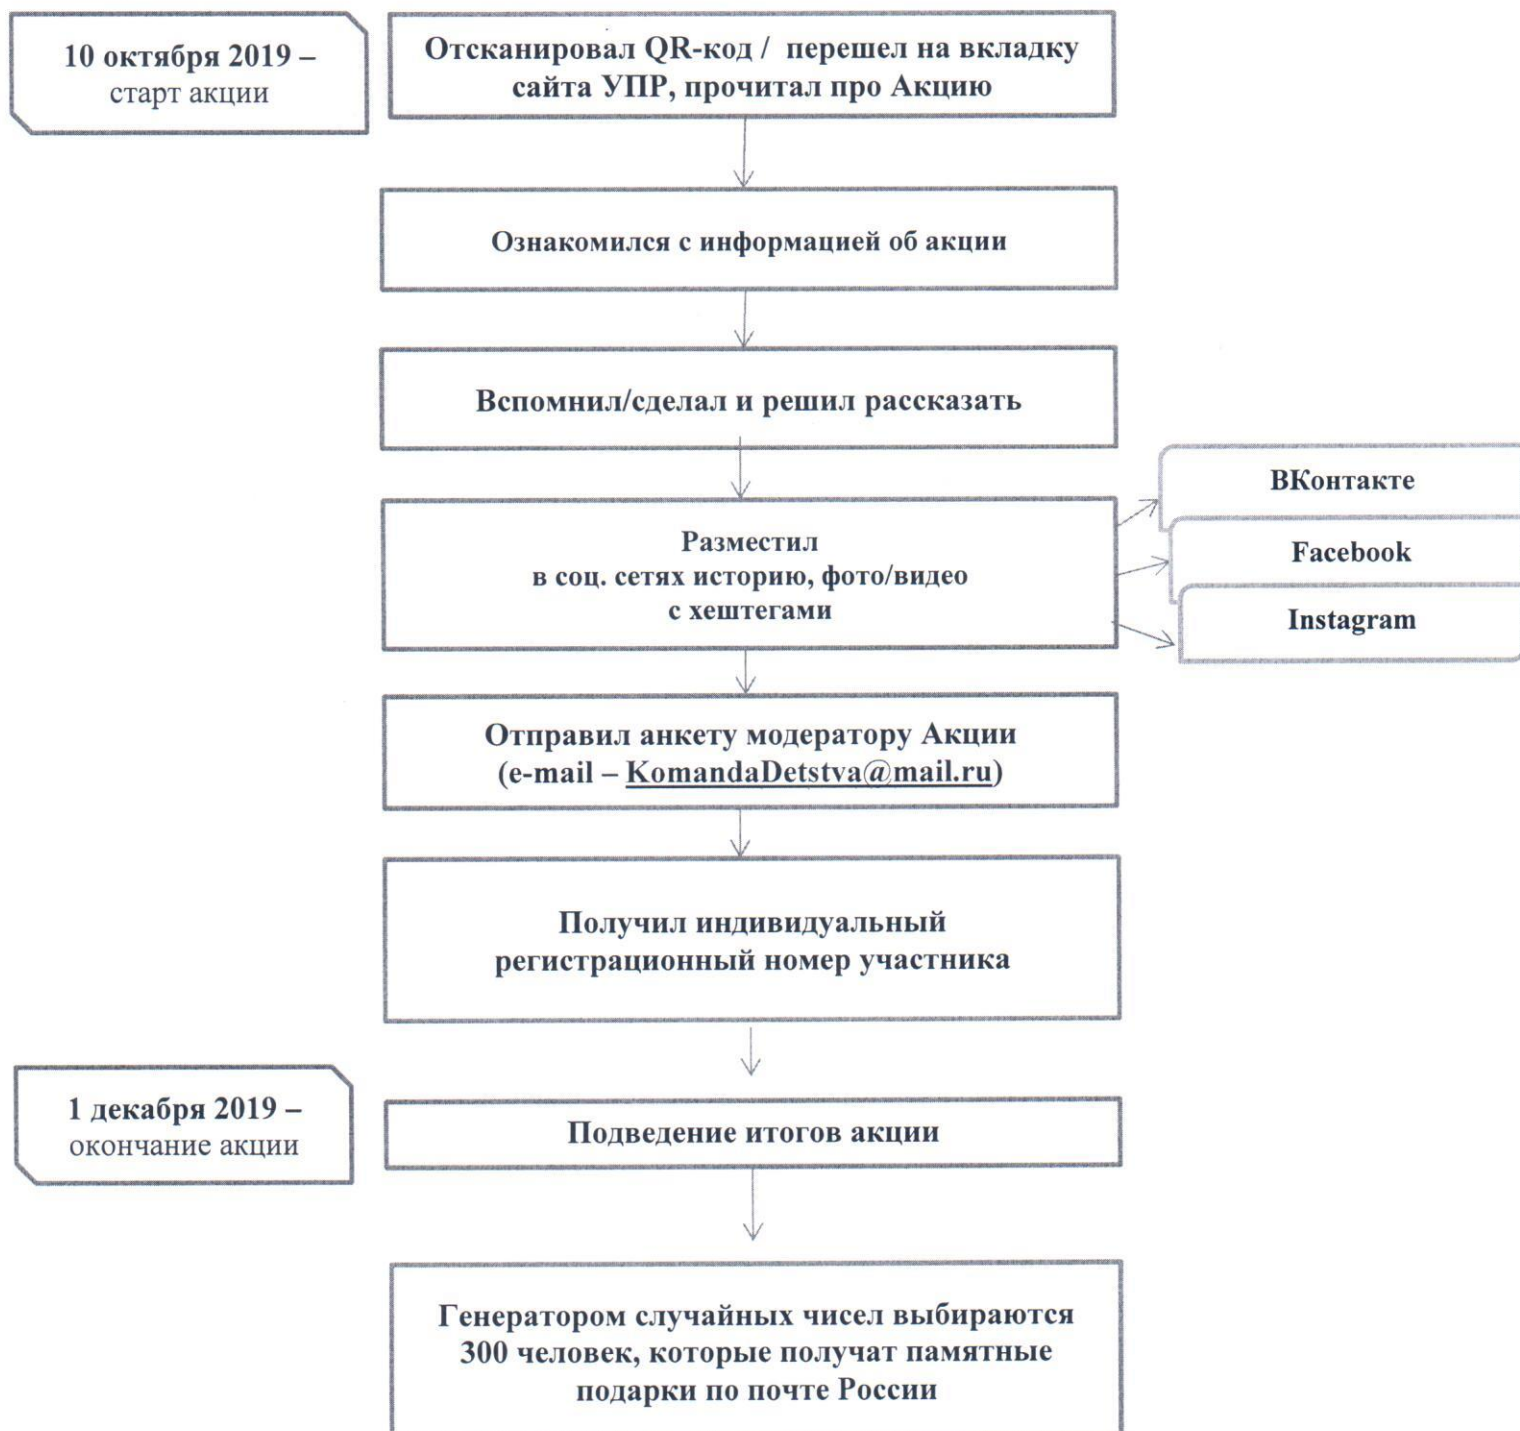 10 октября 2019 –
старт акции
Отсканировал QR-код / перешел на вкладку
сайта УПР, прочитал про Акцию
Ознакомился с информацией об акции
Вспомнил/сделал и решил рассказать
Разместил
в соц. сетях историю, фото/видео
с хештегами
ВКонтакте
Facebook
Instagram
Отправил анкету модератору Акции
(e-mail – KomandaDetstva@mail.ru)
Получил индивидуальный
регистрационный номер участника
1 декабря 2019 –
окончание акции
Подведение итогов акции
Генератором случайных чисел выбираются
300 человек, которые получат памятные
подарки по почте России